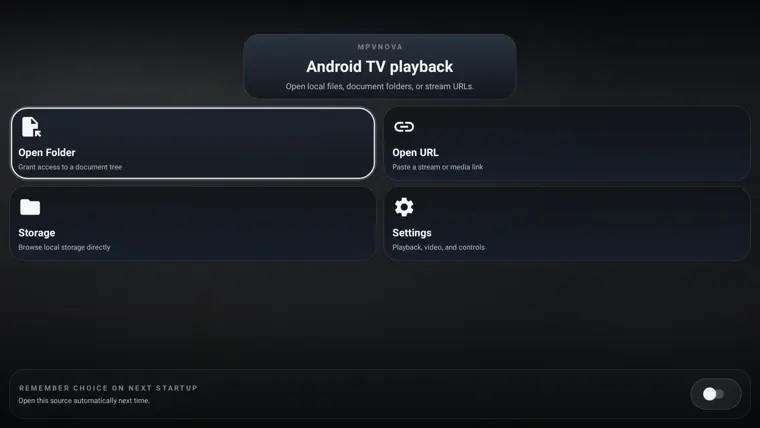 MPVNOVA
Android TV playback
Open local files, document folders, or stream URLs.
Open Folder
Grant access to a document tree
Open URL
Paste a stream or media link
Storage
Browse local storage directly
Settings
Playback, video, and controls
REMEMBER CHOICE ON NEXT STARTUP
Open this source automatically next time.